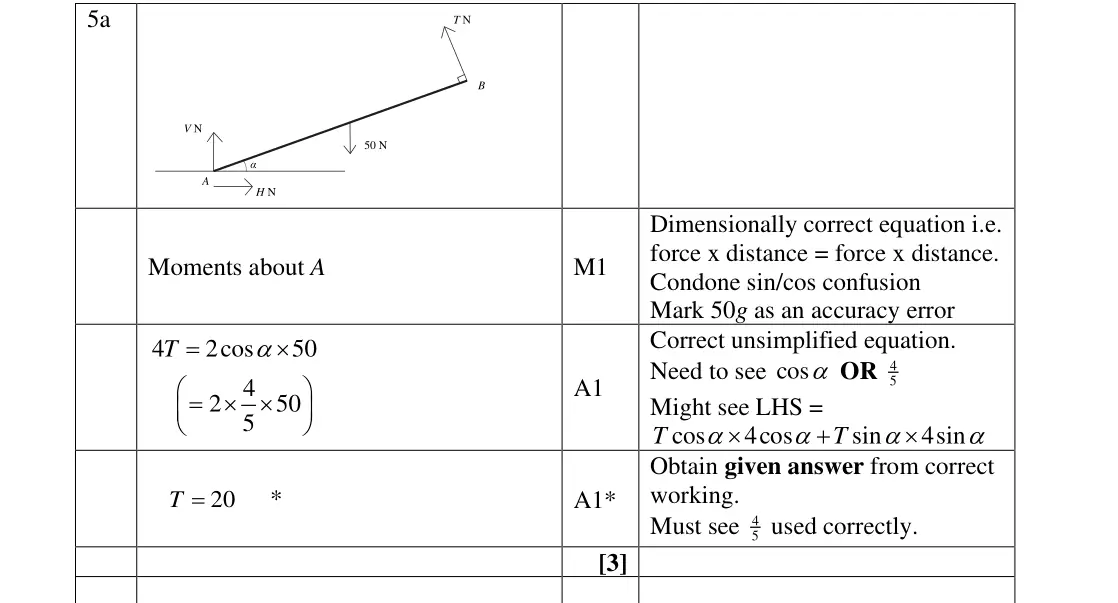 5a
T N
B
V N
50 N
α
A
H N
Moments about A
M1
Dimensionally correct equation i.e.
force x distance = force x distance.
Condone sin/cos confusion
Mark 50g as an accuracy error
4T = 2cos α × 50
(= 2 × 4/5 × 50)
A1
Correct unsimplified equation.
Need to see cos α OR 4/5
Might see LHS =
T cos α × 4cos α + T sin α × 4sin α
T = 20 *
A1*
Obtain given answer from correct
working.
Must see 4/5 used correctly.
[3]